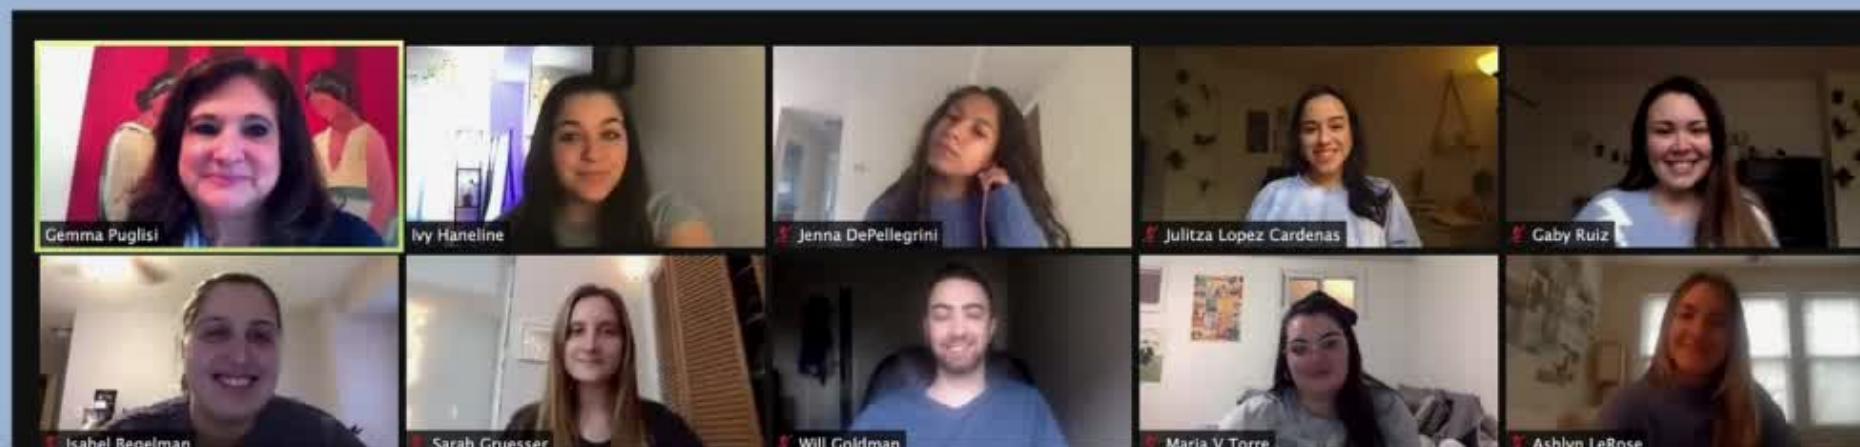 Gemma Puglisi
Ivy Haneline
Jenna DePellegrini
Julitza Lopez Cardenas
Gaby Ruiz
Isabel Begelman
Sarah Gruesser
Will Goldman
Maria V Torre
Ashlyn LeRose